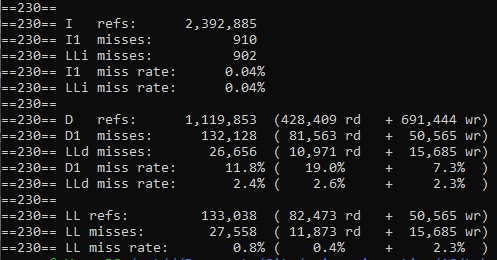 ==230==
==230== I   refs:      2,392,885
==230== I1  misses:          910
==230== LLi misses:          902
==230== I1  miss rate:      0.04%
==230== LLi miss rate:      0.04%
==230==
==230== D   refs:      1,119,853  (428,409 rd   + 691,444 wr)
==230== D1  misses:      132,128  ( 81,563 rd   +  50,565 wr)
==230== LLd misses:       26,656  ( 10,971 rd   +  15,685 wr)
==230== D1  miss rate:      11.8% (   19.0%     +    7.3%  )
==230== LLd miss rate:       2.4% (    2.6%     +    2.3%  )
==230==
==230== LL refs:         133,038  ( 82,473 rd   +  50,565 wr)
==230== LL misses:        27,558  ( 11,873 rd   +  15,685 wr)
==230== LL miss rate:        0.8% (    0.4%     +    2.3%  )